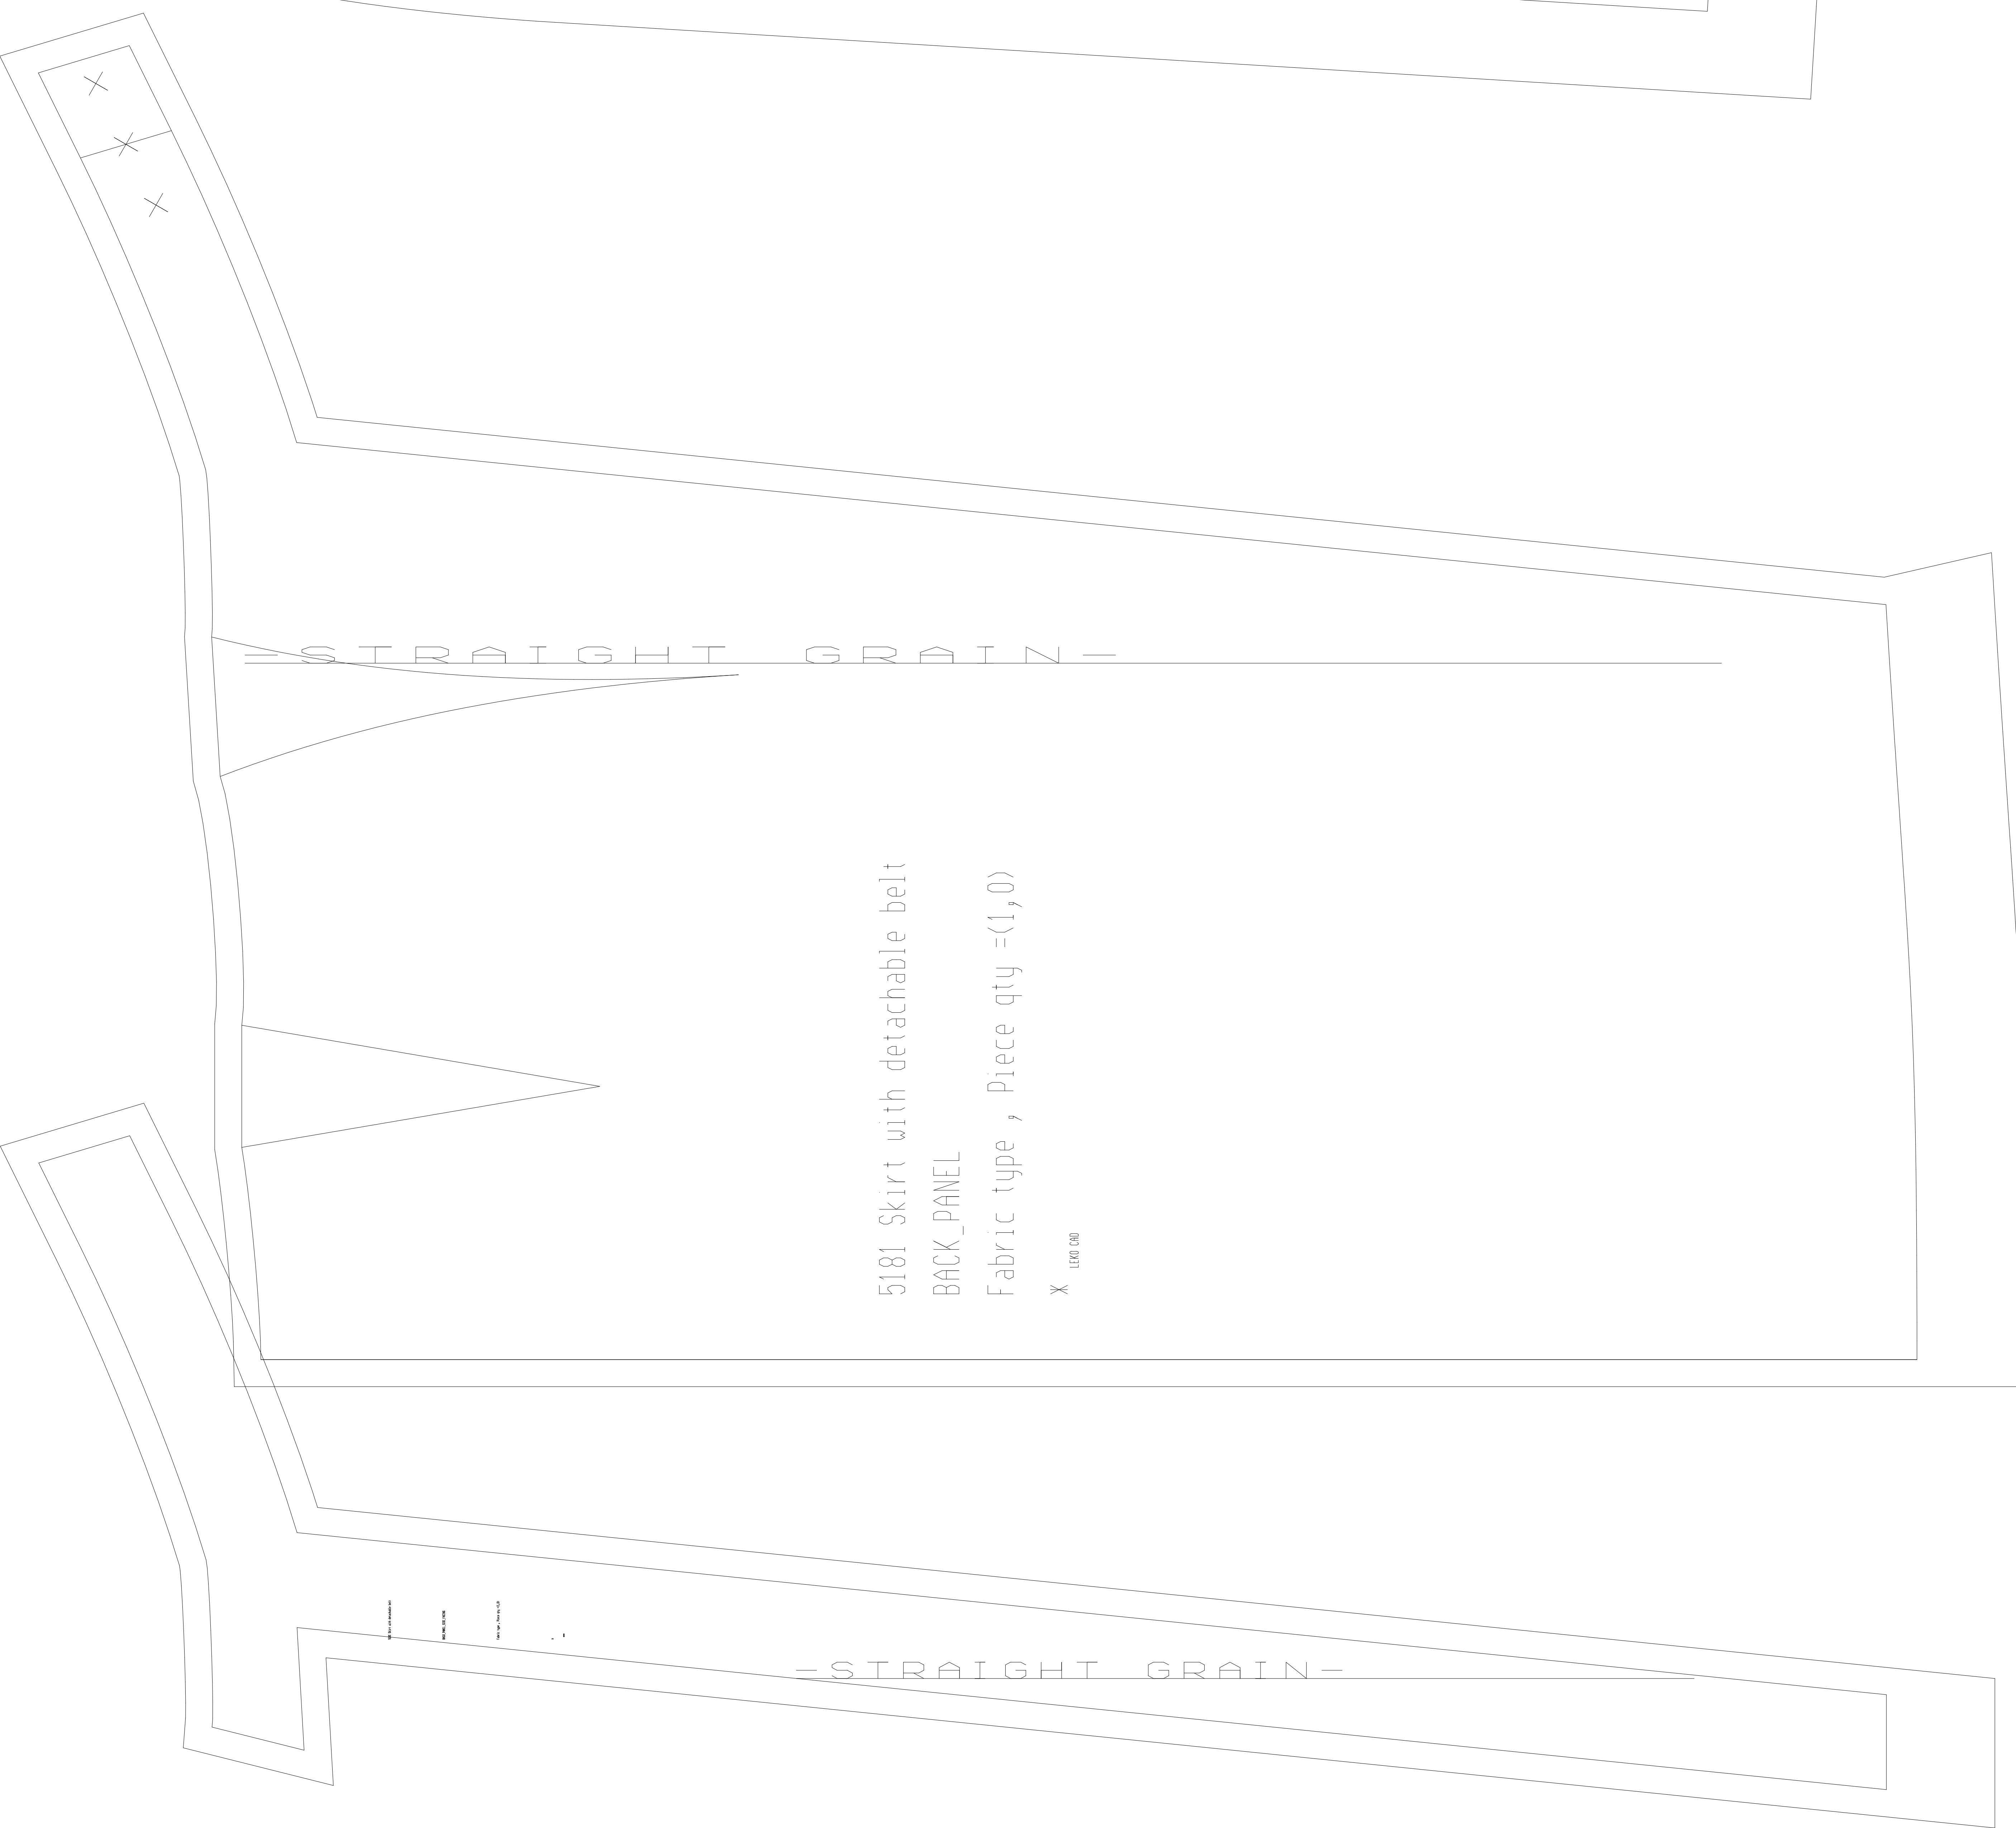 -STRAIGHT GRAIN-
5181 Skirt with detachable belt
BACK_PANEL
Fabric type , Piece qty =(1,0)
* LEKO CAD
-STRAIGHT GRAIN-